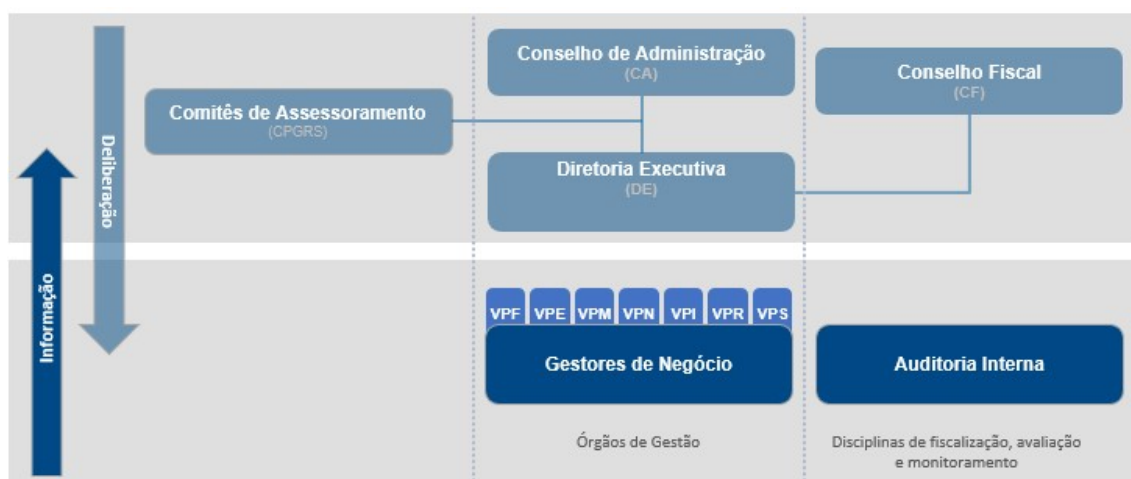 Deliberação
Informação
Comitês de Assessoramento
(CPGRS)
Conselho de Administração
(CA)
Diretoria Executiva
(DE)
Conselho Fiscal
(CF)
VPF VPE VPM VPN VPI VPR VPS
Gestores de Negócio
Auditoria Interna
Órgãos de Gestão
Disciplinas de fiscalização, avaliação
e monitoramento